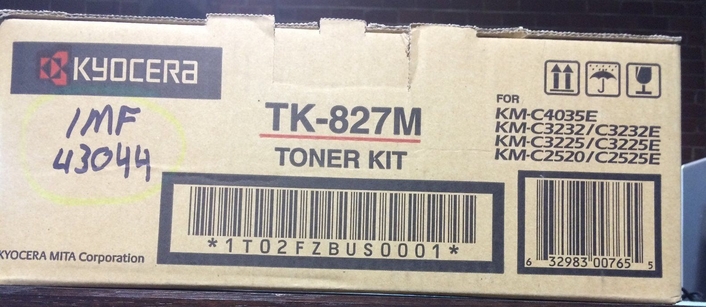 KYOCERA
IMF
43044
TK-827M
TONER KIT
FOR
KM-C4035E
KM-C3232/C3232E
KM-C3225/C3225E
KM-C2520/C2525E
*1T02FZBUS0001*
6 32983 00765 5
KYOCERA MITA Corporation